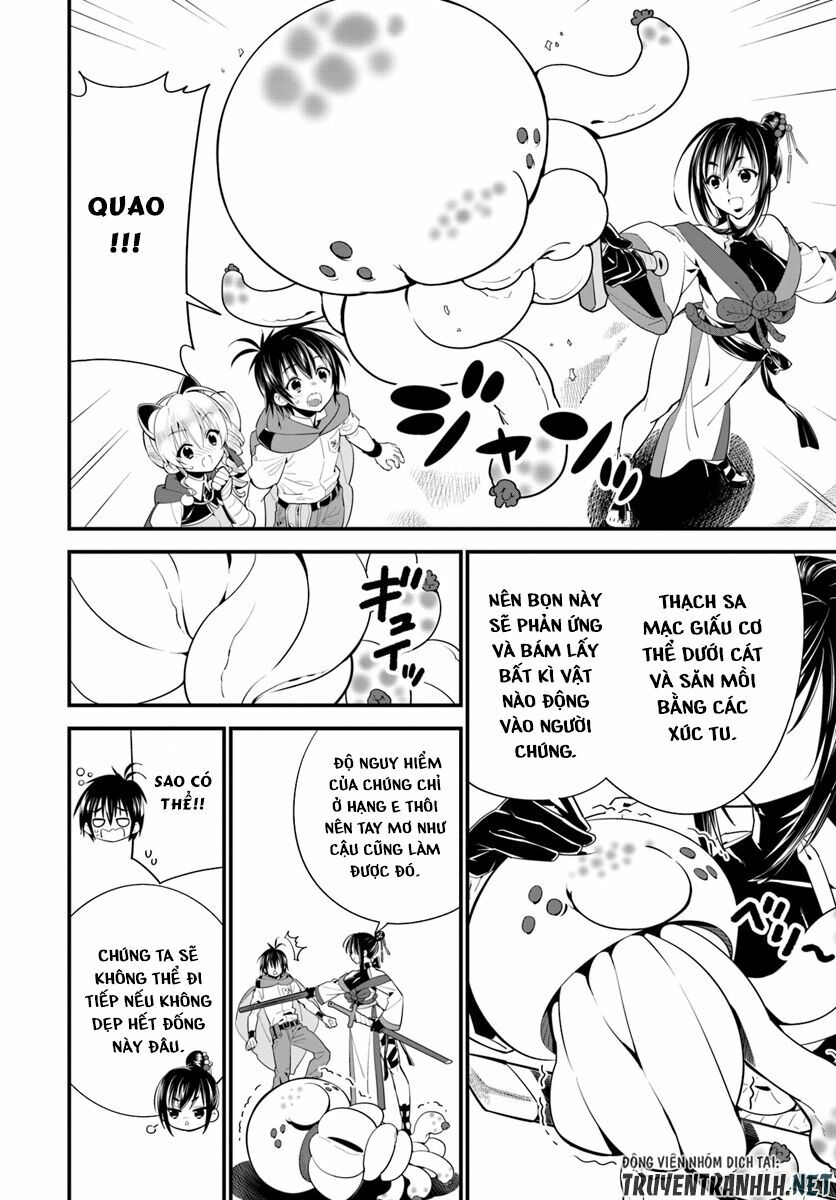 QUAO
!!!
ジャン
THẠCH SA
MẠC GIẤU CƠ
THỂ DƯỚI CÁT
VÀ SĂN MỒI
BẰNG CÁC
XÚC TU.
NÊN BỌN NÀY
SẼ PHẢN ỨNG
VÀ BÁM LẤY
BẤT KÌ VẬT
NÀO ĐỘNG
VÀO NGƯỜI
CHÚNG.
べり~
ギュイッ
ĐỘ NGUY HIỂM
CỦA CHÚNG CHỈ
Ở HẠNG E THÔI
NÊN TAY MƠ NHƯ
CẬU CŨNG LÀM
ĐƯỢC ĐÓ.
SAO CÓ
THỂ!!
CHÚNG TA SẼ
KHÔNG THỂ ĐI
TIẾP NẾU KHÔNG
DẸP HẾT ĐỐNG
NÀY ĐÂU.
ĐỘNG VIÊN NHÓM DỊCH TẠI:
TRUYENTRANHLH.NET